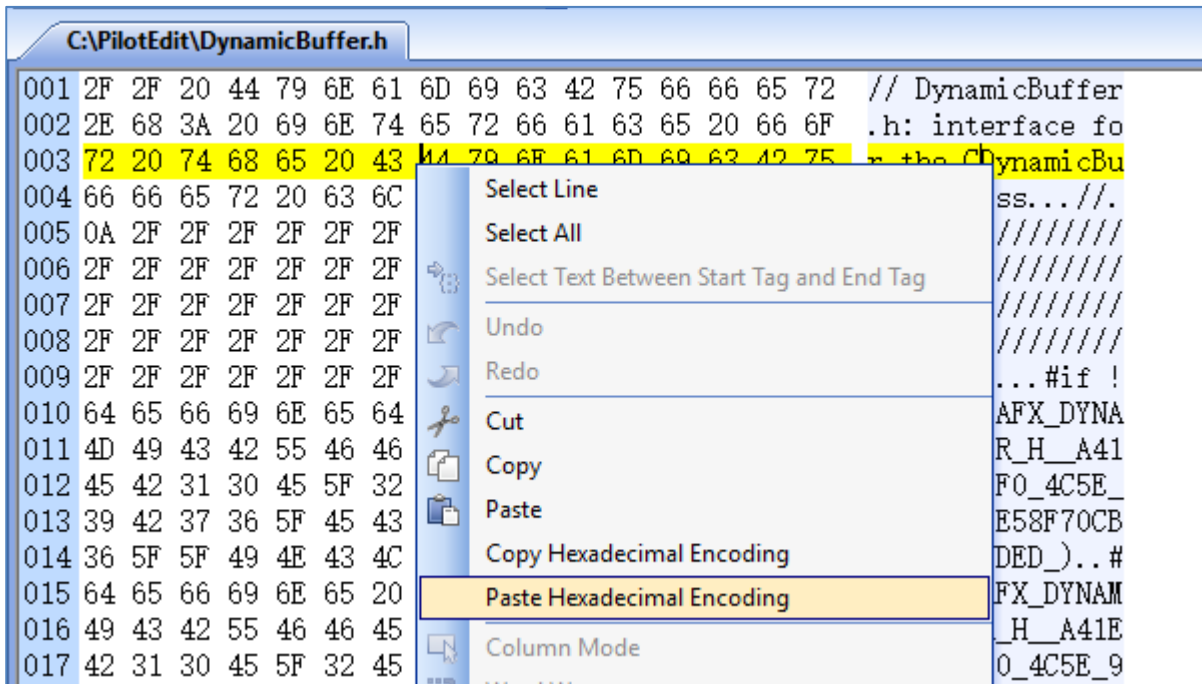 C:\PilotEdit\DynamicBuffer.h
001 2F 2F 20 44 79 6E 61 6D 69 63 42 75 66 66 65 72 // DynamicBuffer
002 2E 68 3A 20 69 6E 74 65 72 66 61 63 65 20 66 6F .h: interface fo
003 72 20 74 68 65 20 43 44 79 6E 61 6D 69 63 42 75 r the CDynamicBu
004 66 66 65 72 20 63 6C ss...//.
Select Line
005 0A 2F 2F 2F 2F 2F 2F ////////
Select All
006 2F 2F 2F 2F 2F 2F 2F ////////
Select Text Between Start Tag and End Tag
007 2F 2F 2F 2F 2F 2F 2F ////////
008 2F 2F 2F 2F 2F 2F 2F ////////
Undo
009 2F 2F 2F 2F 2F 2F 2F ...#if !
Redo
010 64 65 66 69 6E 65 64 AFX_DYNA
Cut
011 4D 49 43 42 55 46 46 R_H__A41
Copy
012 45 42 31 30 45 5F 32 F0_4C5E_
Paste
013 39 42 37 36 5F 45 43 E58F70CB
014 36 5F 5F 49 4E 43 4C DED_)..#
Copy Hexadecimal Encoding
015 64 65 66 69 6E 65 20 FX_DYNAM
Paste Hexadecimal Encoding
016 49 43 42 55 46 46 45 _H__A41E
Column Mode
017 42 31 30 45 5F 32 45 0_4C5E_9